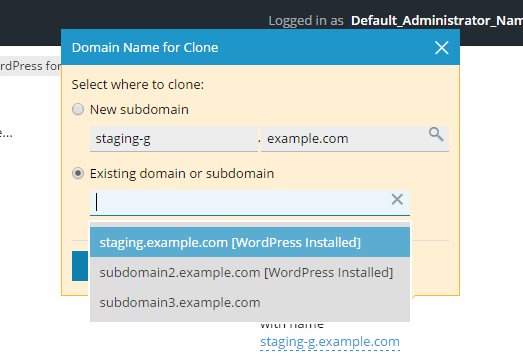 Logged in as Default_Administrator_Nam
Domain Name for Clone
rdPress for
Select where to clone:
New subdomain
e...
staging-g . example.com
Existing domain or subdomain
staging.example.com [WordPress Installed]
subdomain2.example.com [WordPress Installed]
subdomain3.example.com
with name
staging-g.example.com